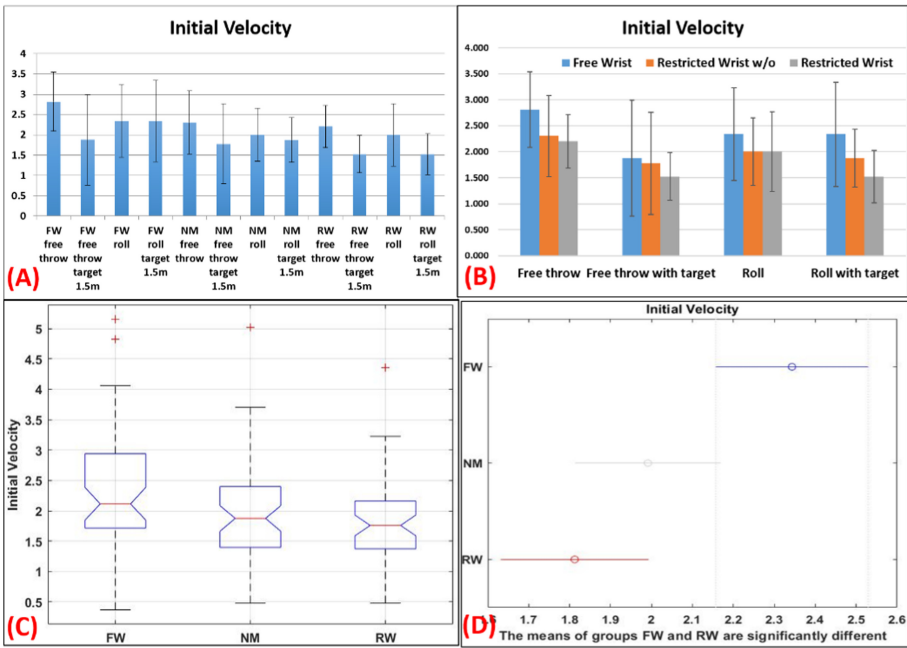 Initial Velocity
4
3.5
3
2.5
2
1.5
1
0.5
0
FW free throw
FW free throw target 1.5m
FW roll
FW roll target 1.5m
NM free throw
NM free throw target 1.5m
NM roll
NM roll target 1.5m
RW free throw
RW free throw target 1.5m
RW roll
RW roll target 1.5m
(A)
Initial Velocity
Free Wrist
Restricted Wrist w/o
Restricted Wrist
4.000
3.500
3.000
2.500
2.000
1.500
1.000
0.500
0.000
Free throw
Free throw with target
Roll
Roll with target
(B)
Initial Velocity
5
4.5
4
3.5
3
2.5
2
1.5
1
0.5
FW
NM
RW
(C)
Initial Velocity
FW
NM
RW
1.6
1.7
1.8
1.9
2
2.1
2.2
2.3
2.4
2.5
2.6
The means of groups FW and RW are significantly different
(D)